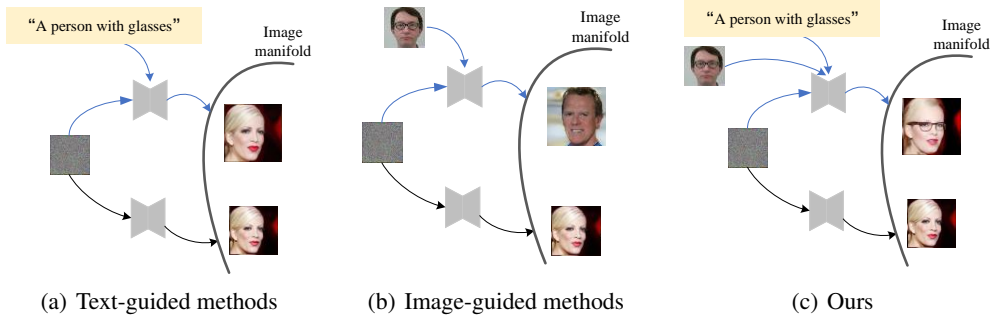 “A person with glasses”
Image
manifold
(a) Text-guided methods
Image
manifold
(b) Image-guided methods
“A person with glasses”
Image
manifold
(c) Ours